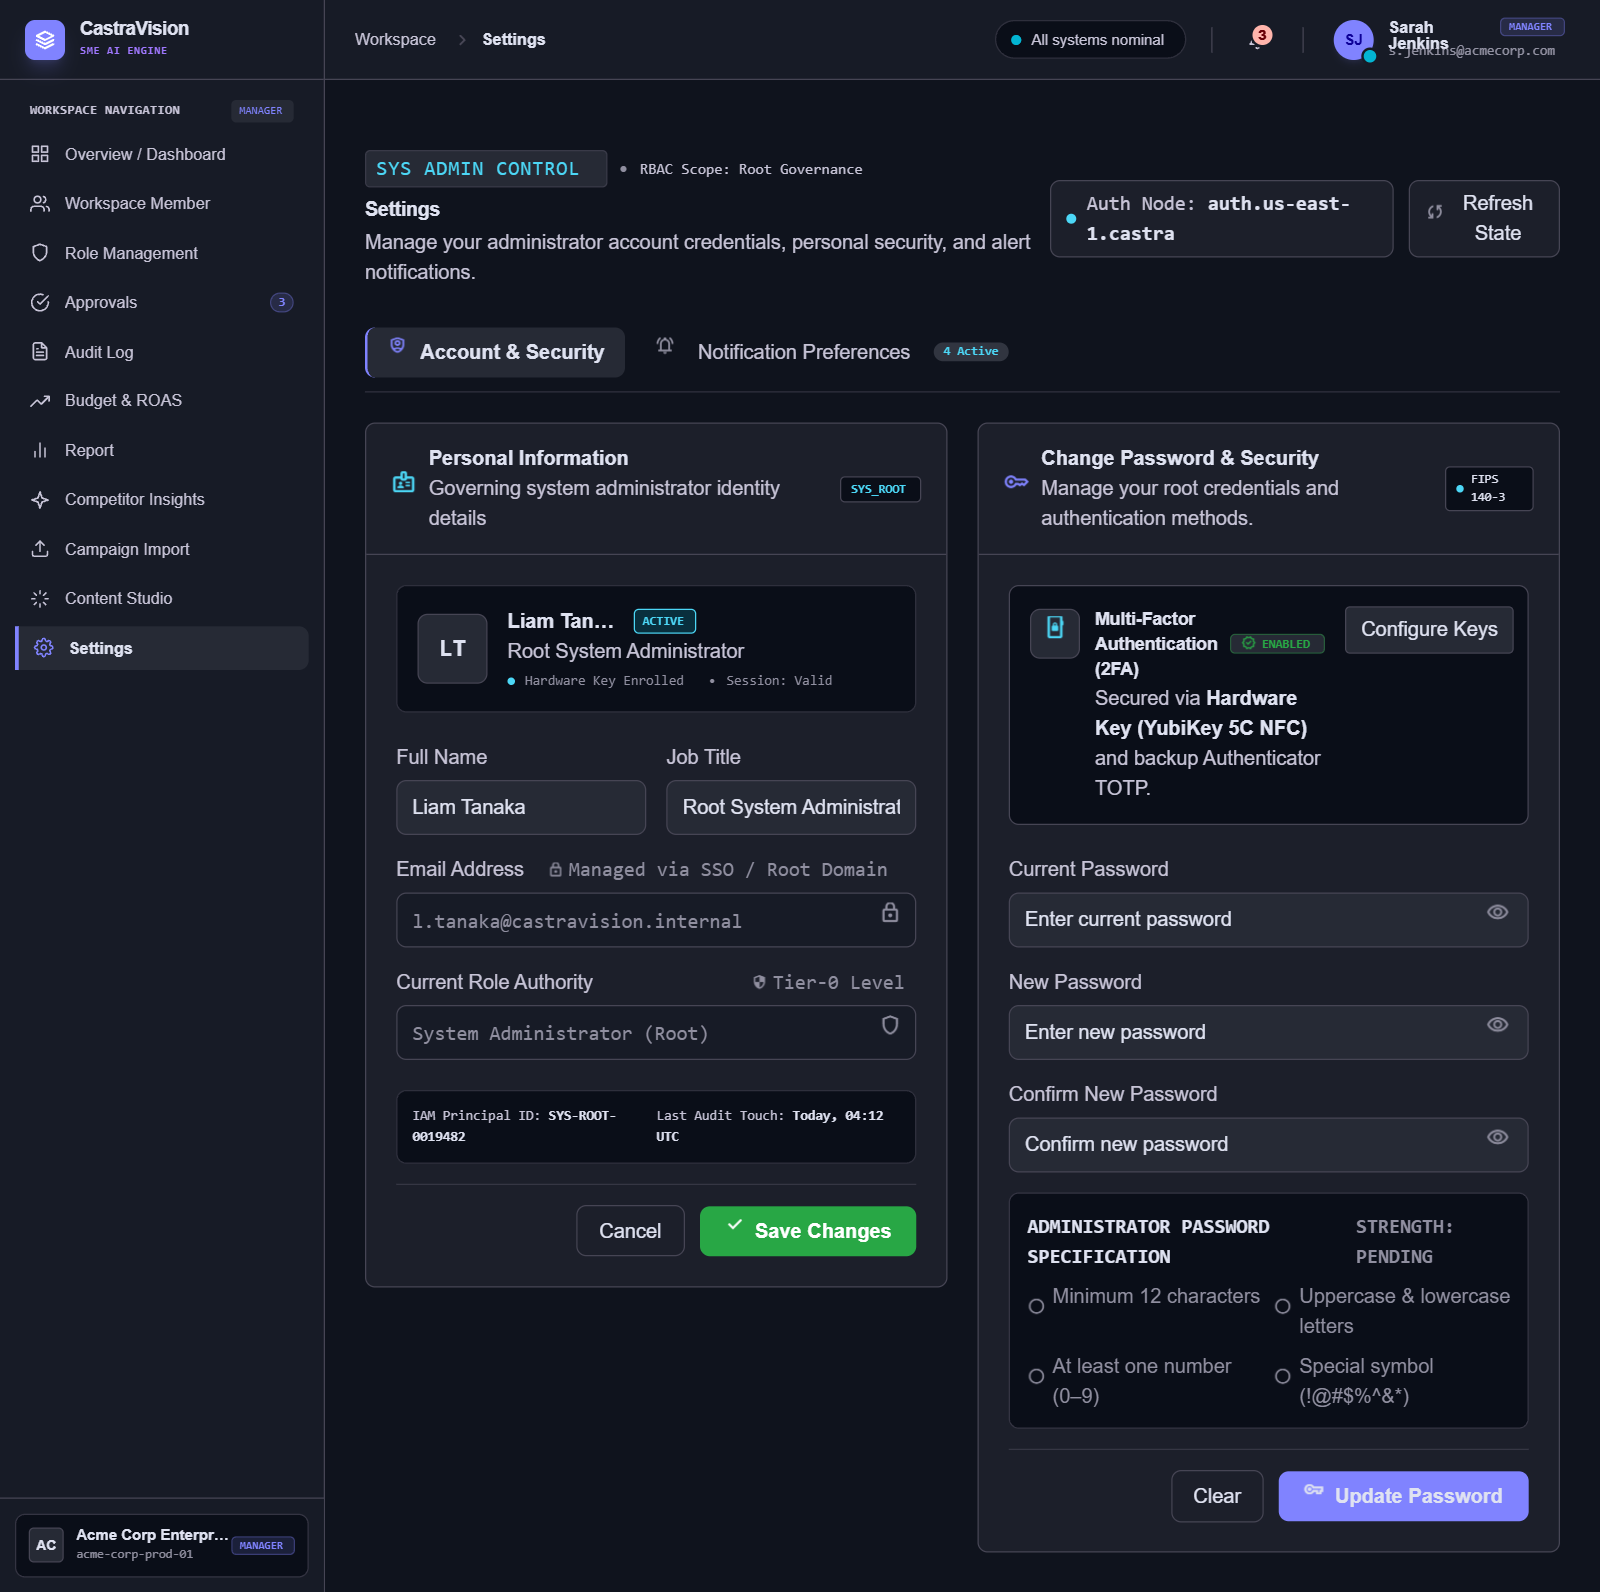 CastraVision
SME AI ENGINE
Workspace
Settings
All systems nominal
3
SJ
Sarah Jenkins
MANAGER
s.jenkins@acmecorp.com
WORKSPACE NAVIGATION
MANAGER
Overview / Dashboard
Workspace Member
Role Management
Approvals
3
Audit Log
Budget & ROAS
Report
Competitor Insights
Campaign Import
Content Studio
Settings
AC
Acme Corp Enterpr...
acme-corp-prod-01
MANAGER
SYS ADMIN CONTROL
• RBAC Scope: Root Governance
Settings
Manage your administrator account credentials, personal security, and alert
notifications.
Auth Node: auth.us-east-
1.castra
Refresh
State
Account & Security
Notification Preferences
4 Active
Personal Information
Governing system administrator identity
details
SYS_ROOT
LT
Liam Tan...
ACTIVE
Root System Administrator
Hardware Key Enrolled
• Session: Valid
Full Name
Job Title
Liam Tanaka
Root System Administrat
Email Address
Managed via SSO / Root Domain
l.tanaka@castravision.internal
Current Role Authority
Tier-0 Level
System Administrator (Root)
IAM Principal ID: SYS-ROOT-
0019482
Last Audit Touch: Today, 04:12
UTC
Cancel
Save Changes
Change Password & Security
Manage your root credentials and
authentication methods.
FIPS
140-3
Multi-Factor
Authentication
(2FA)
ENABLED
Configure Keys
Secured via Hardware
Key (YubiKey 5C NFC)
and backup Authenticator
TOTP.
Current Password
Enter current password
New Password
Enter new password
Confirm New Password
Confirm new password
ADMINISTRATOR PASSWORD
SPECIFICATION
STRENGTH:
PENDING
Minimum 12 characters
Uppercase & lowercase
letters
At least one number
(0–9)
Special symbol
(!@#$%^&*)
Clear
Update Password